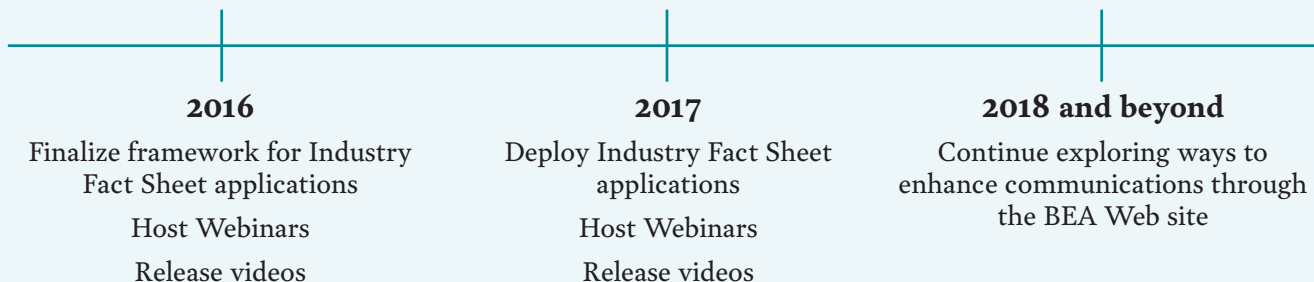 2016
Finalize framework for Industry
Fact Sheet applications
Host Webinars
Release videos
2017
Deploy Industry Fact Sheet
applications
Host Webinars
Release videos
2018 and beyond
Continue exploring ways to
enhance communications through
the BEA Web site